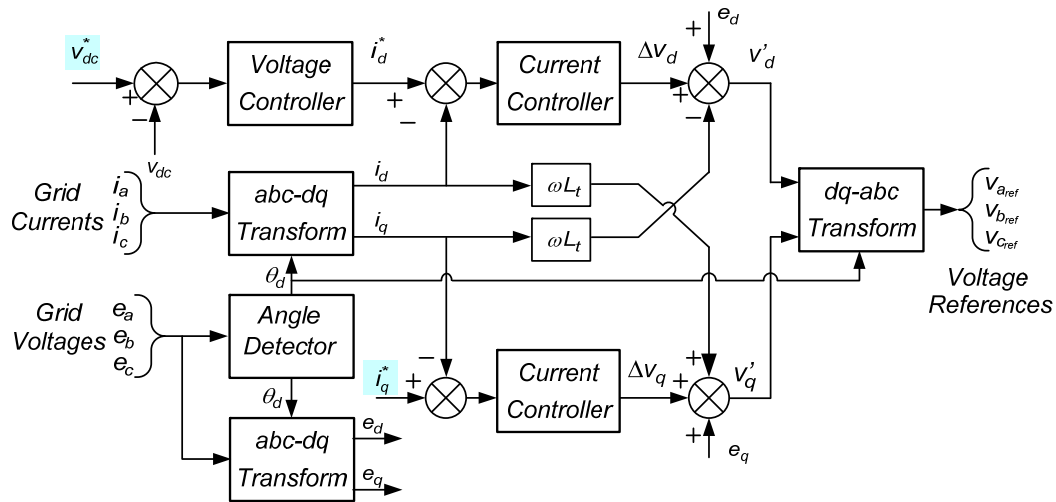 v*dc
+
−
vdc
Voltage
Controller
i*d
+
−
Current
Controller
Δvd
+
+
−
ed
v'd
Grid
Currents
ia
ib
ic
abc-dq
Transform
id
iq
ωLt
ωLt
dq-abc
Transform
varef
vbref
vcref
Voltage
References
θd
Grid
Voltages
ea
eb
ec
Angle
Detector
θd
i*q
−
+
Current
Controller
Δvq
+
+
+
v'q
eq
abc-dq
Transform
ed
eq